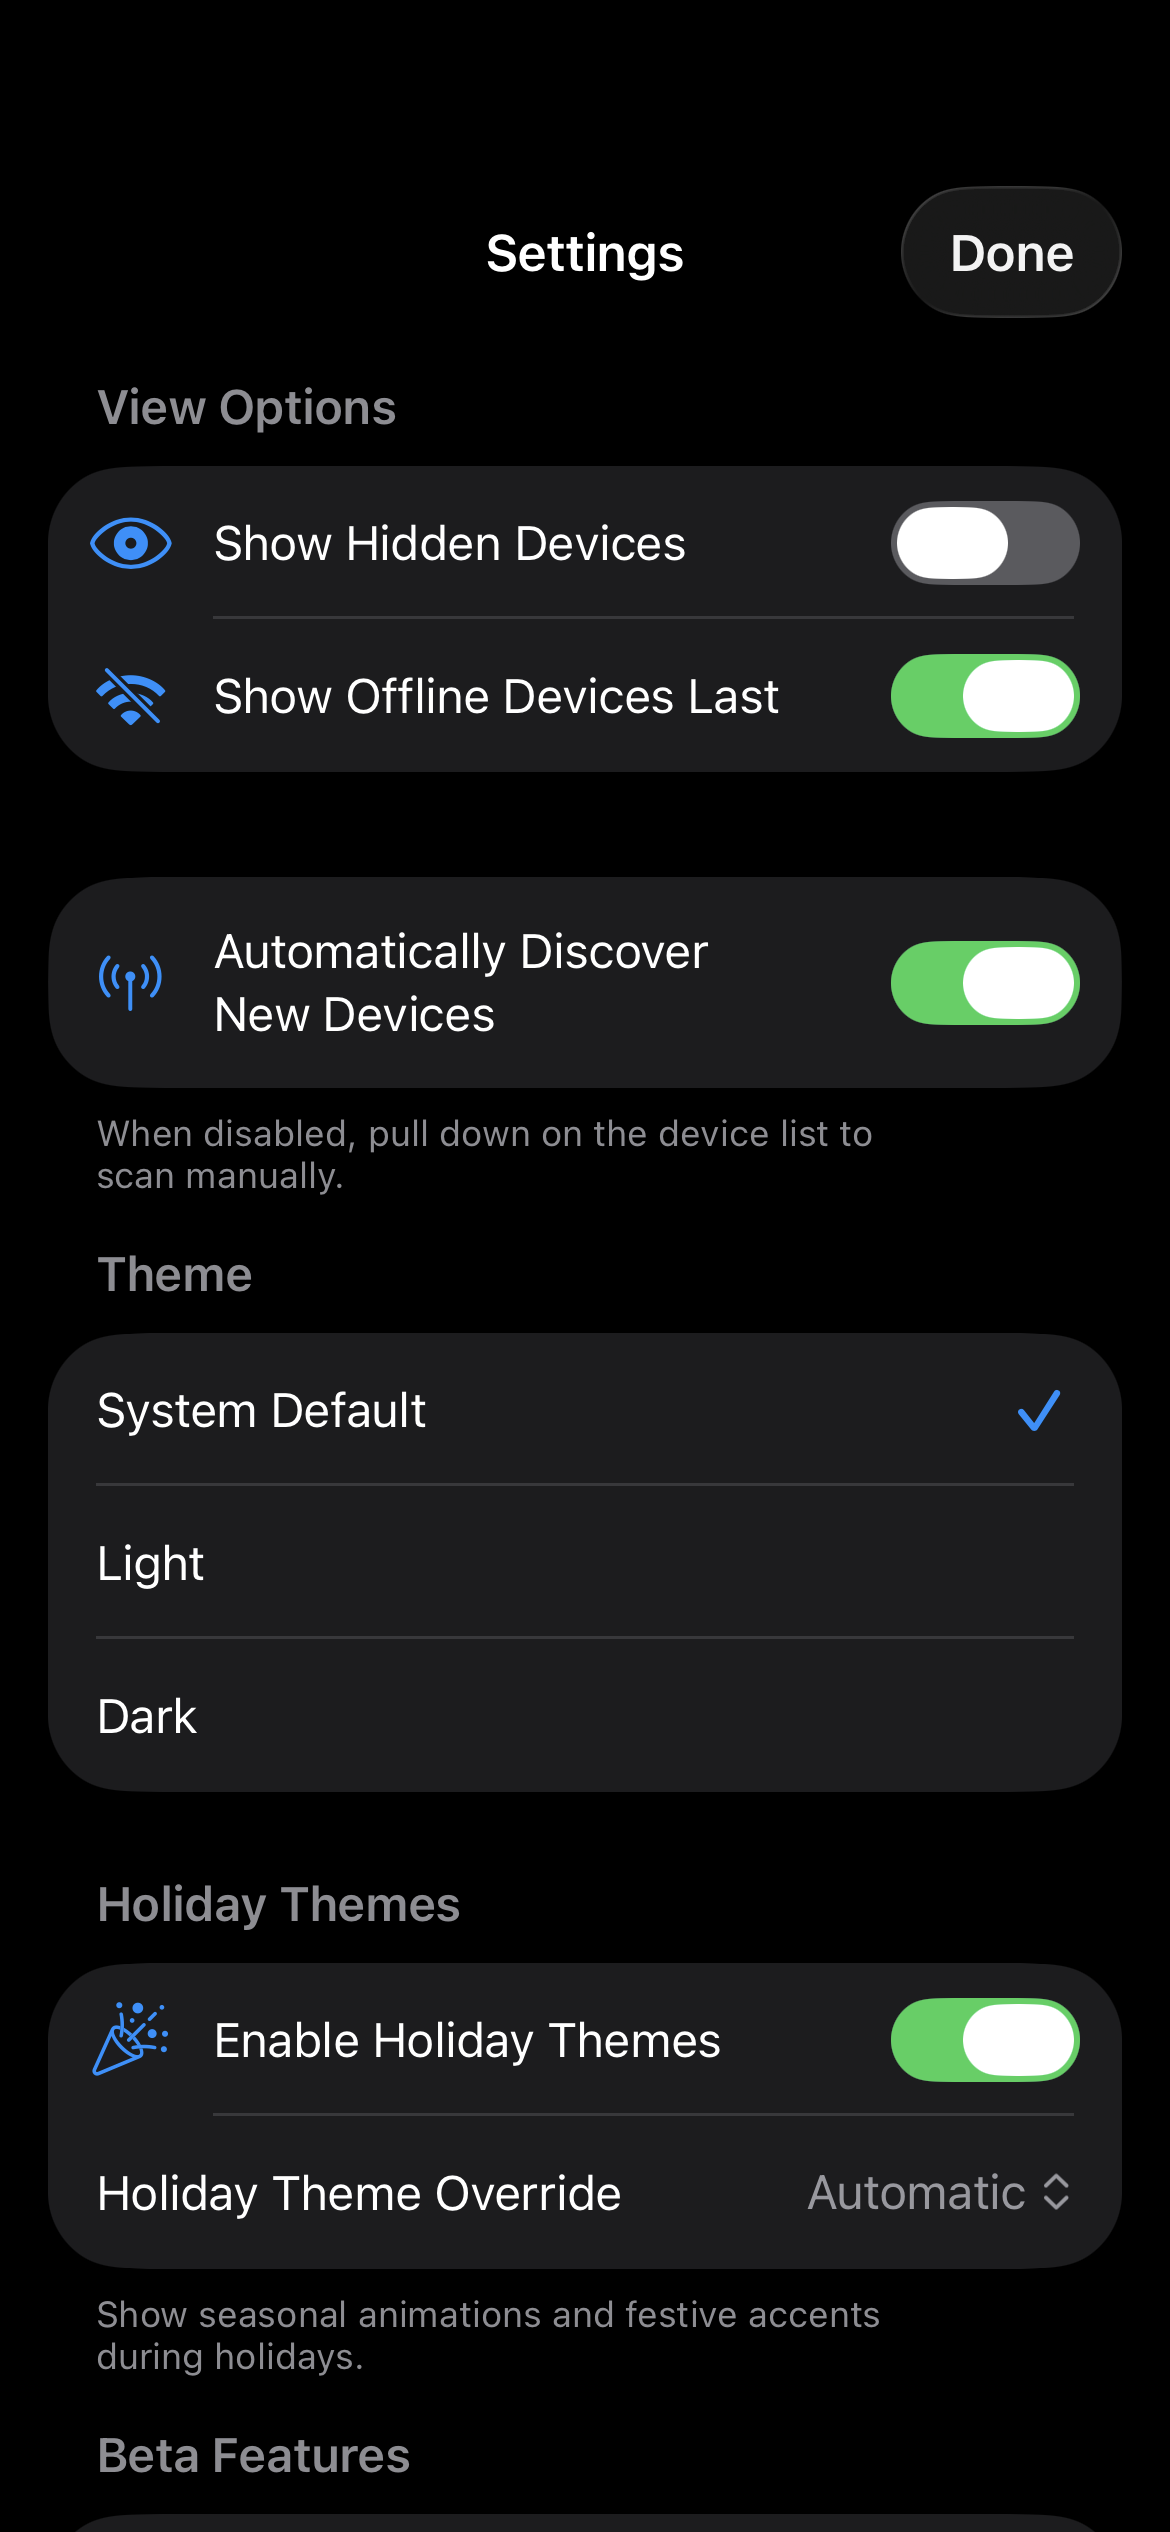 Settings
Done
View Options
Show Hidden Devices
Show Offline Devices Last
Automatically Discover
New Devices
When disabled, pull down on the device list to
scan manually.
Theme
System Default
Light
Dark
Holiday Themes
Enable Holiday Themes
Holiday Theme Override
Automatic
Show seasonal animations and festive accents
during holidays.
Beta Features